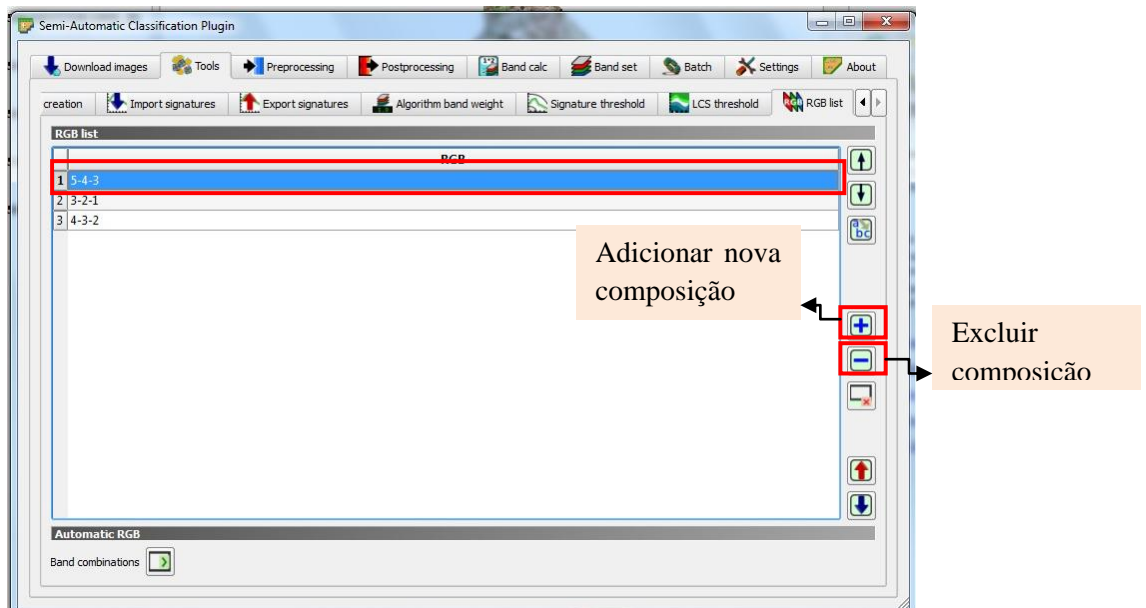 Semi-Automatic Classification Plugin
Download images Tools Preprocessing Postprocessing Band calc Band set Batch Settings About
creation Import signatures Export signatures Algorithm band weight Signature threshold LCS threshold RGB list
RGB list
RGB
1 5-4-3
2 3-2-1
3 4-3-2
Adicionar nova
composição
Excluir
composição
Automatic RGB
Band combinations